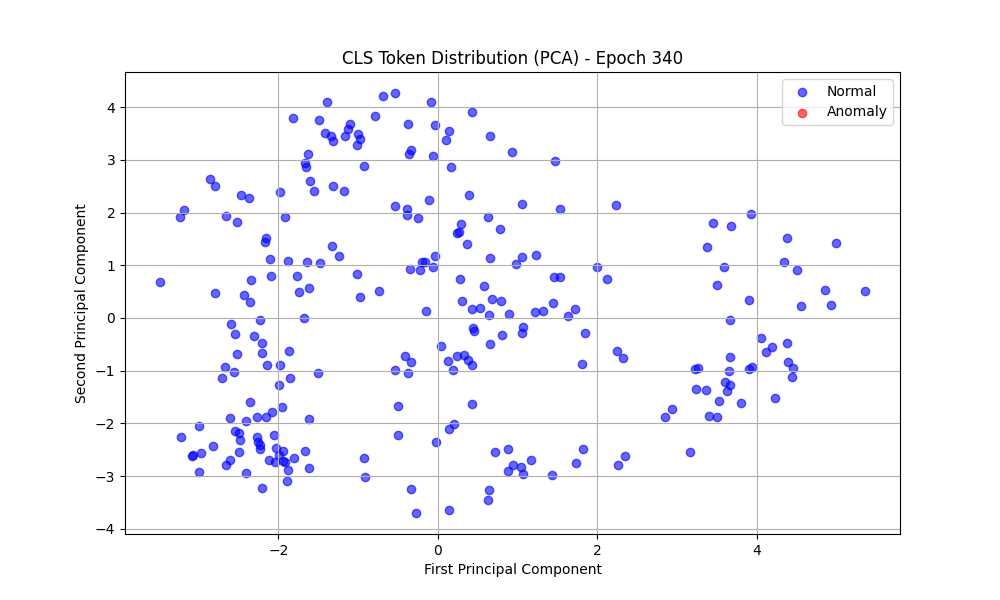 CLS Token Distribution (PCA) - Epoch 340
Normal
Anomaly
4
3
2
1
0
−1
−2
−3
−4
Second Principal Component
−2
0
2
4
First Principal Component